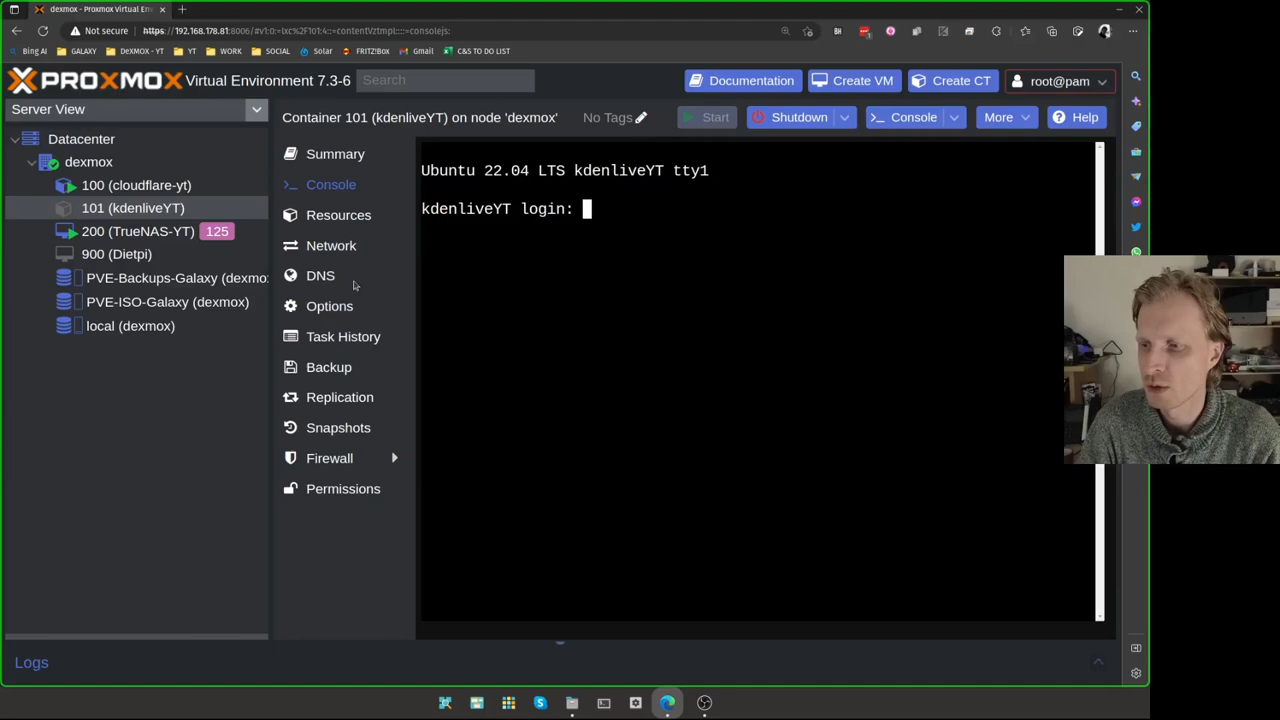 dexmox - Proxmox Virtual Env
Not secure https://192.168.178.81:8006/#v1:0:=lxc%2F101:4::=contentVztmpl::::=consolejs:
Bing AI GALAXY DEXMOX - YT YT WORK SOCIAL Solar FRITZ!Box Gmail C&S TO DO LIST
PROXMOX Virtual Environment 7.3-6 Search Documentation Create VM Create CT root@pam
Server View
Container 101 (kdenliveYT) on node 'dexmox' No Tags Start Shutdown Console More Help
Datacenter
dexmox
100 (cloudflare-yt)
101 (kdenliveYT)
200 (TrueNAS-YT) 125
900 (Dietpi)
PVE-Backups-Galaxy (dexmo
PVE-ISO-Galaxy (dexmox)
local (dexmox)
Summary
Console
Resources
Network
DNS
Options
Task History
Backup
Replication
Snapshots
Firewall
Permissions
Ubuntu 22.04 LTS kdenliveYT tty1
kdenliveYT login:
Logs